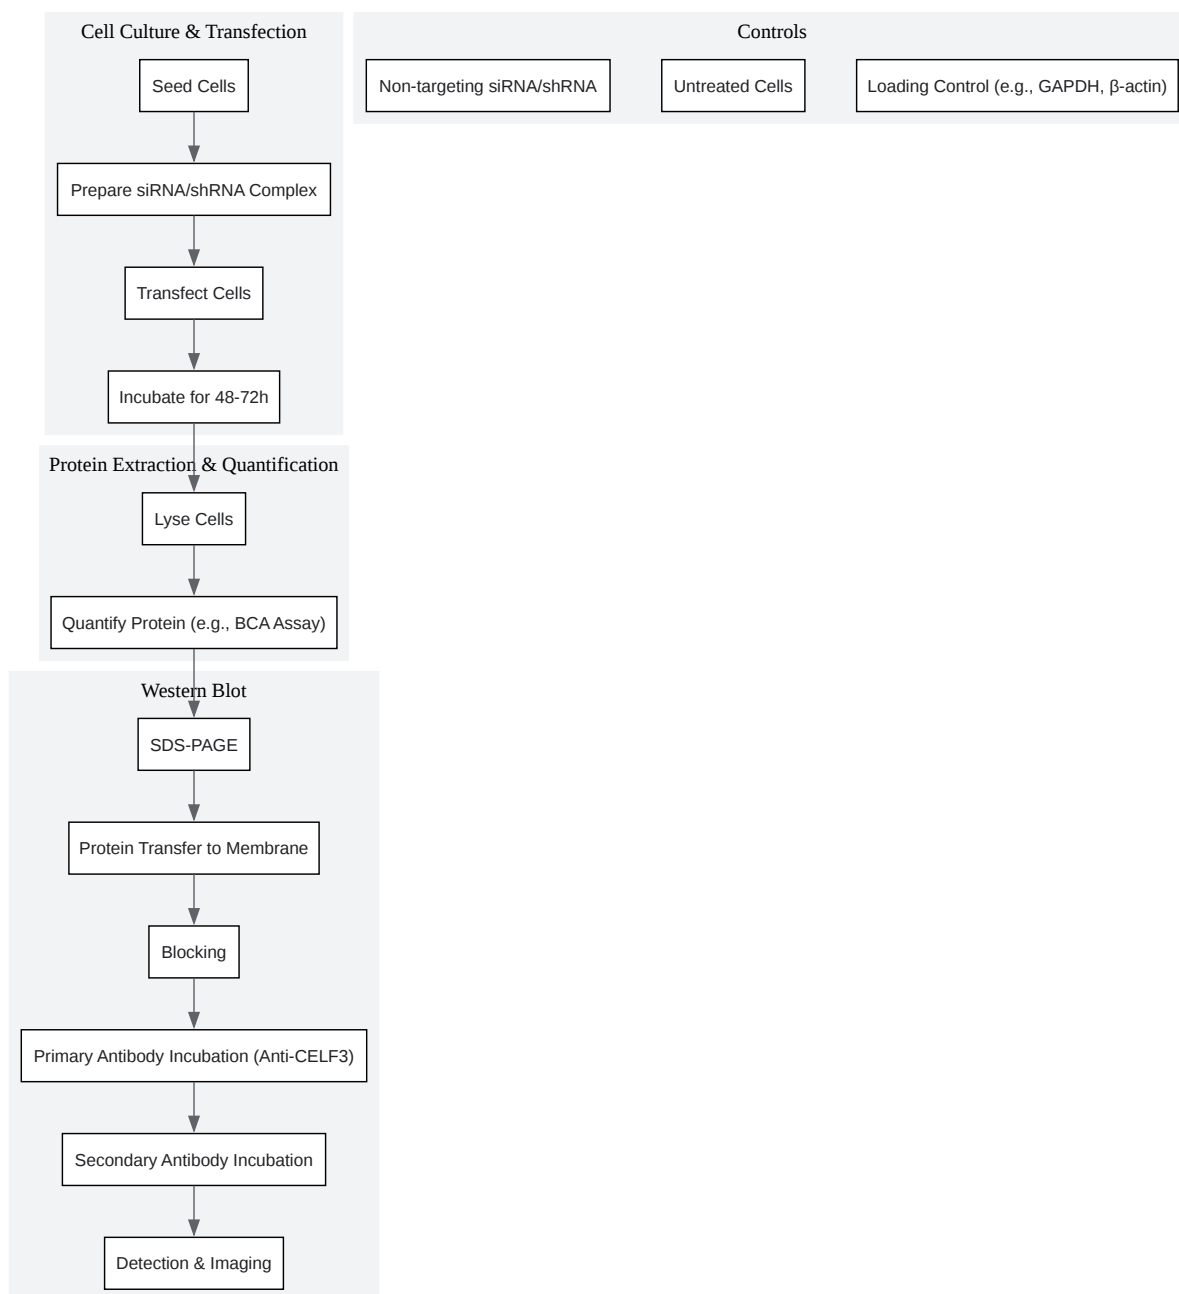 Cell Culture & Transfection
Seed Cells
Prepare siRNA/shRNA Complex
Transfect Cells
Incubate for 48-72h
Controls
Non-targeting siRNA/shRNA
Untreated Cells
Loading Control (e.g., GAPDH, β-actin)
Protein Extraction & Quantification
Lyse Cells
Quantify Protein (e.g., BCA Assay)
Western Blot
SDS-PAGE
Protein Transfer to Membrane
Blocking
Primary Antibody Incubation (Anti-CELF3)
Secondary Antibody Incubation
Detection & Imaging